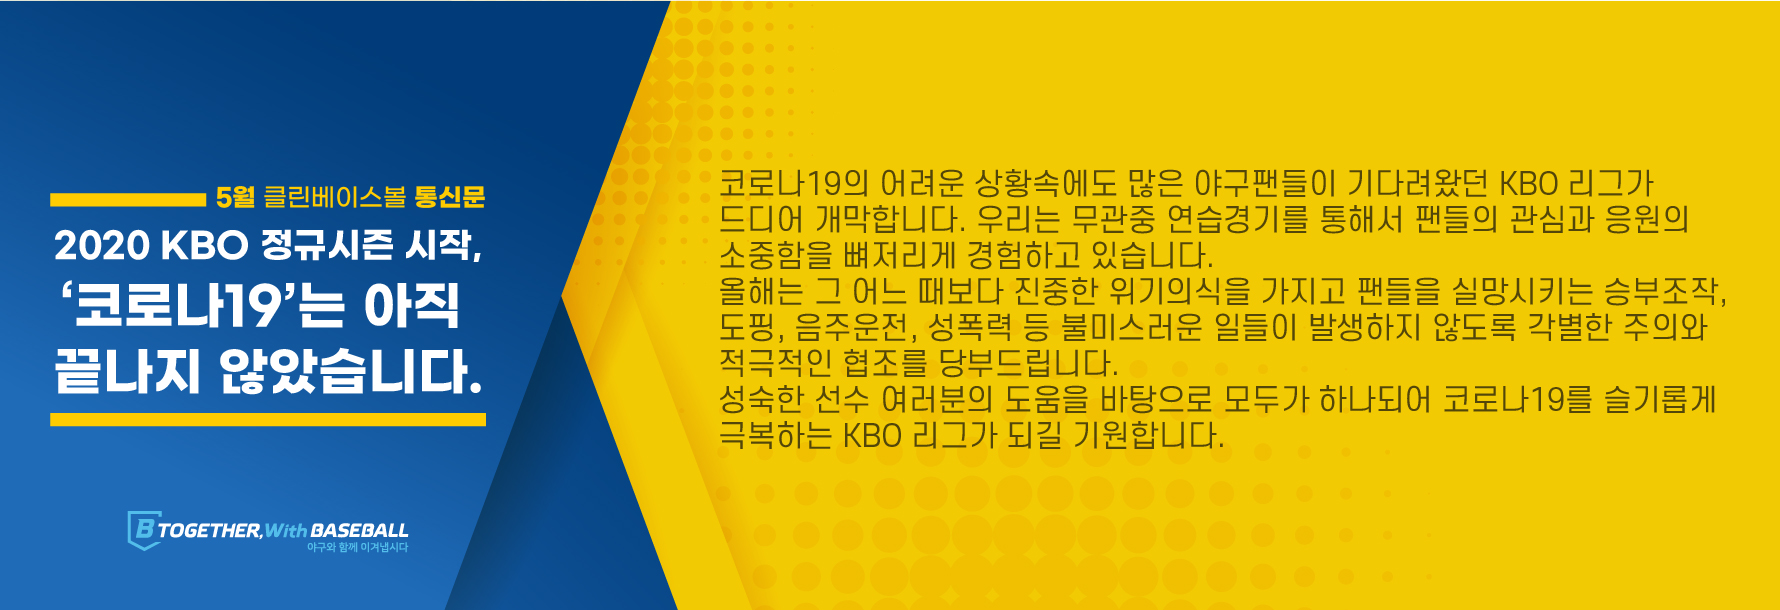 5월 클린베이스볼 통신문
2020 KBO 정규시즌 시작,
‘코로나19’는 아직
끝나지 않았습니다.
B TOGETHER, With BASEBALL
야구와 함께 이겨냅시다
코로나19의 어려운 상황속에도 많은 야구팬들이 기다려왔던 KBO 리그가
드디어 개막합니다. 우리는 무관중 연습경기를 통해서 팬들의 관심과 응원의
소중함을 뼈저리게 경험하고 있습니다.
올해는 그 어느 때보다 진중한 위기의식을 가지고 팬들을 실망시키는 승부조작,
도핑, 음주운전, 성폭력 등 불미스러운 일들이 발생하지 않도록 각별한 주의와
적극적인 협조를 당부드립니다.
성숙한 선수 여러분의 도움을 바탕으로 모두가 하나되어 코로나19를 슬기롭게
극복하는 KBO 리그가 되길 기원합니다.